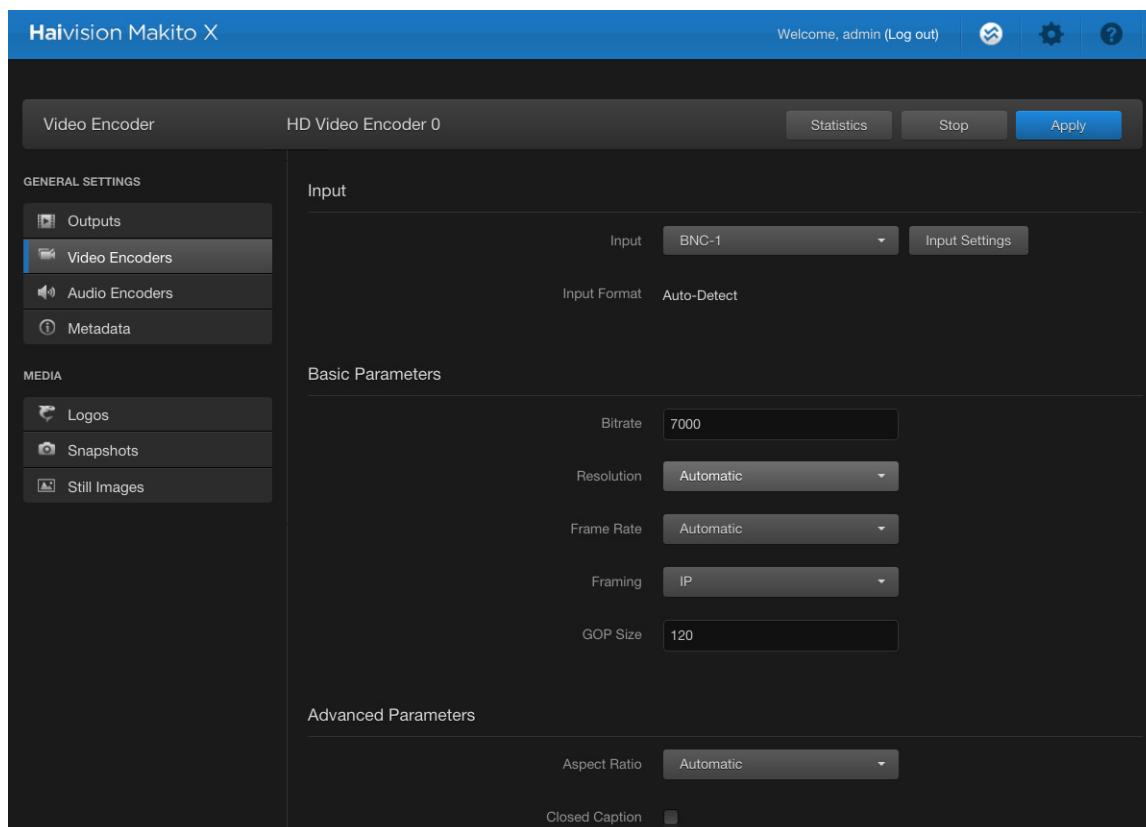 Haivision Makito X
Welcome, admin (Log out)
Video Encoder
HD Video Encoder 0
Statistics
Stop
Apply
GENERAL SETTINGS
Outputs
Video Encoders
Audio Encoders
Metadata
MEDIA
Logos
Snapshots
Still Images
Input
Input BNC-1 Input Settings
Input Format Auto-Detect
Basic Parameters
Bitrate 7000
Resolution Automatic
Frame Rate Automatic
Framing IP
GOP Size 120
Advanced Parameters
Aspect Ratio Automatic
Closed Caption